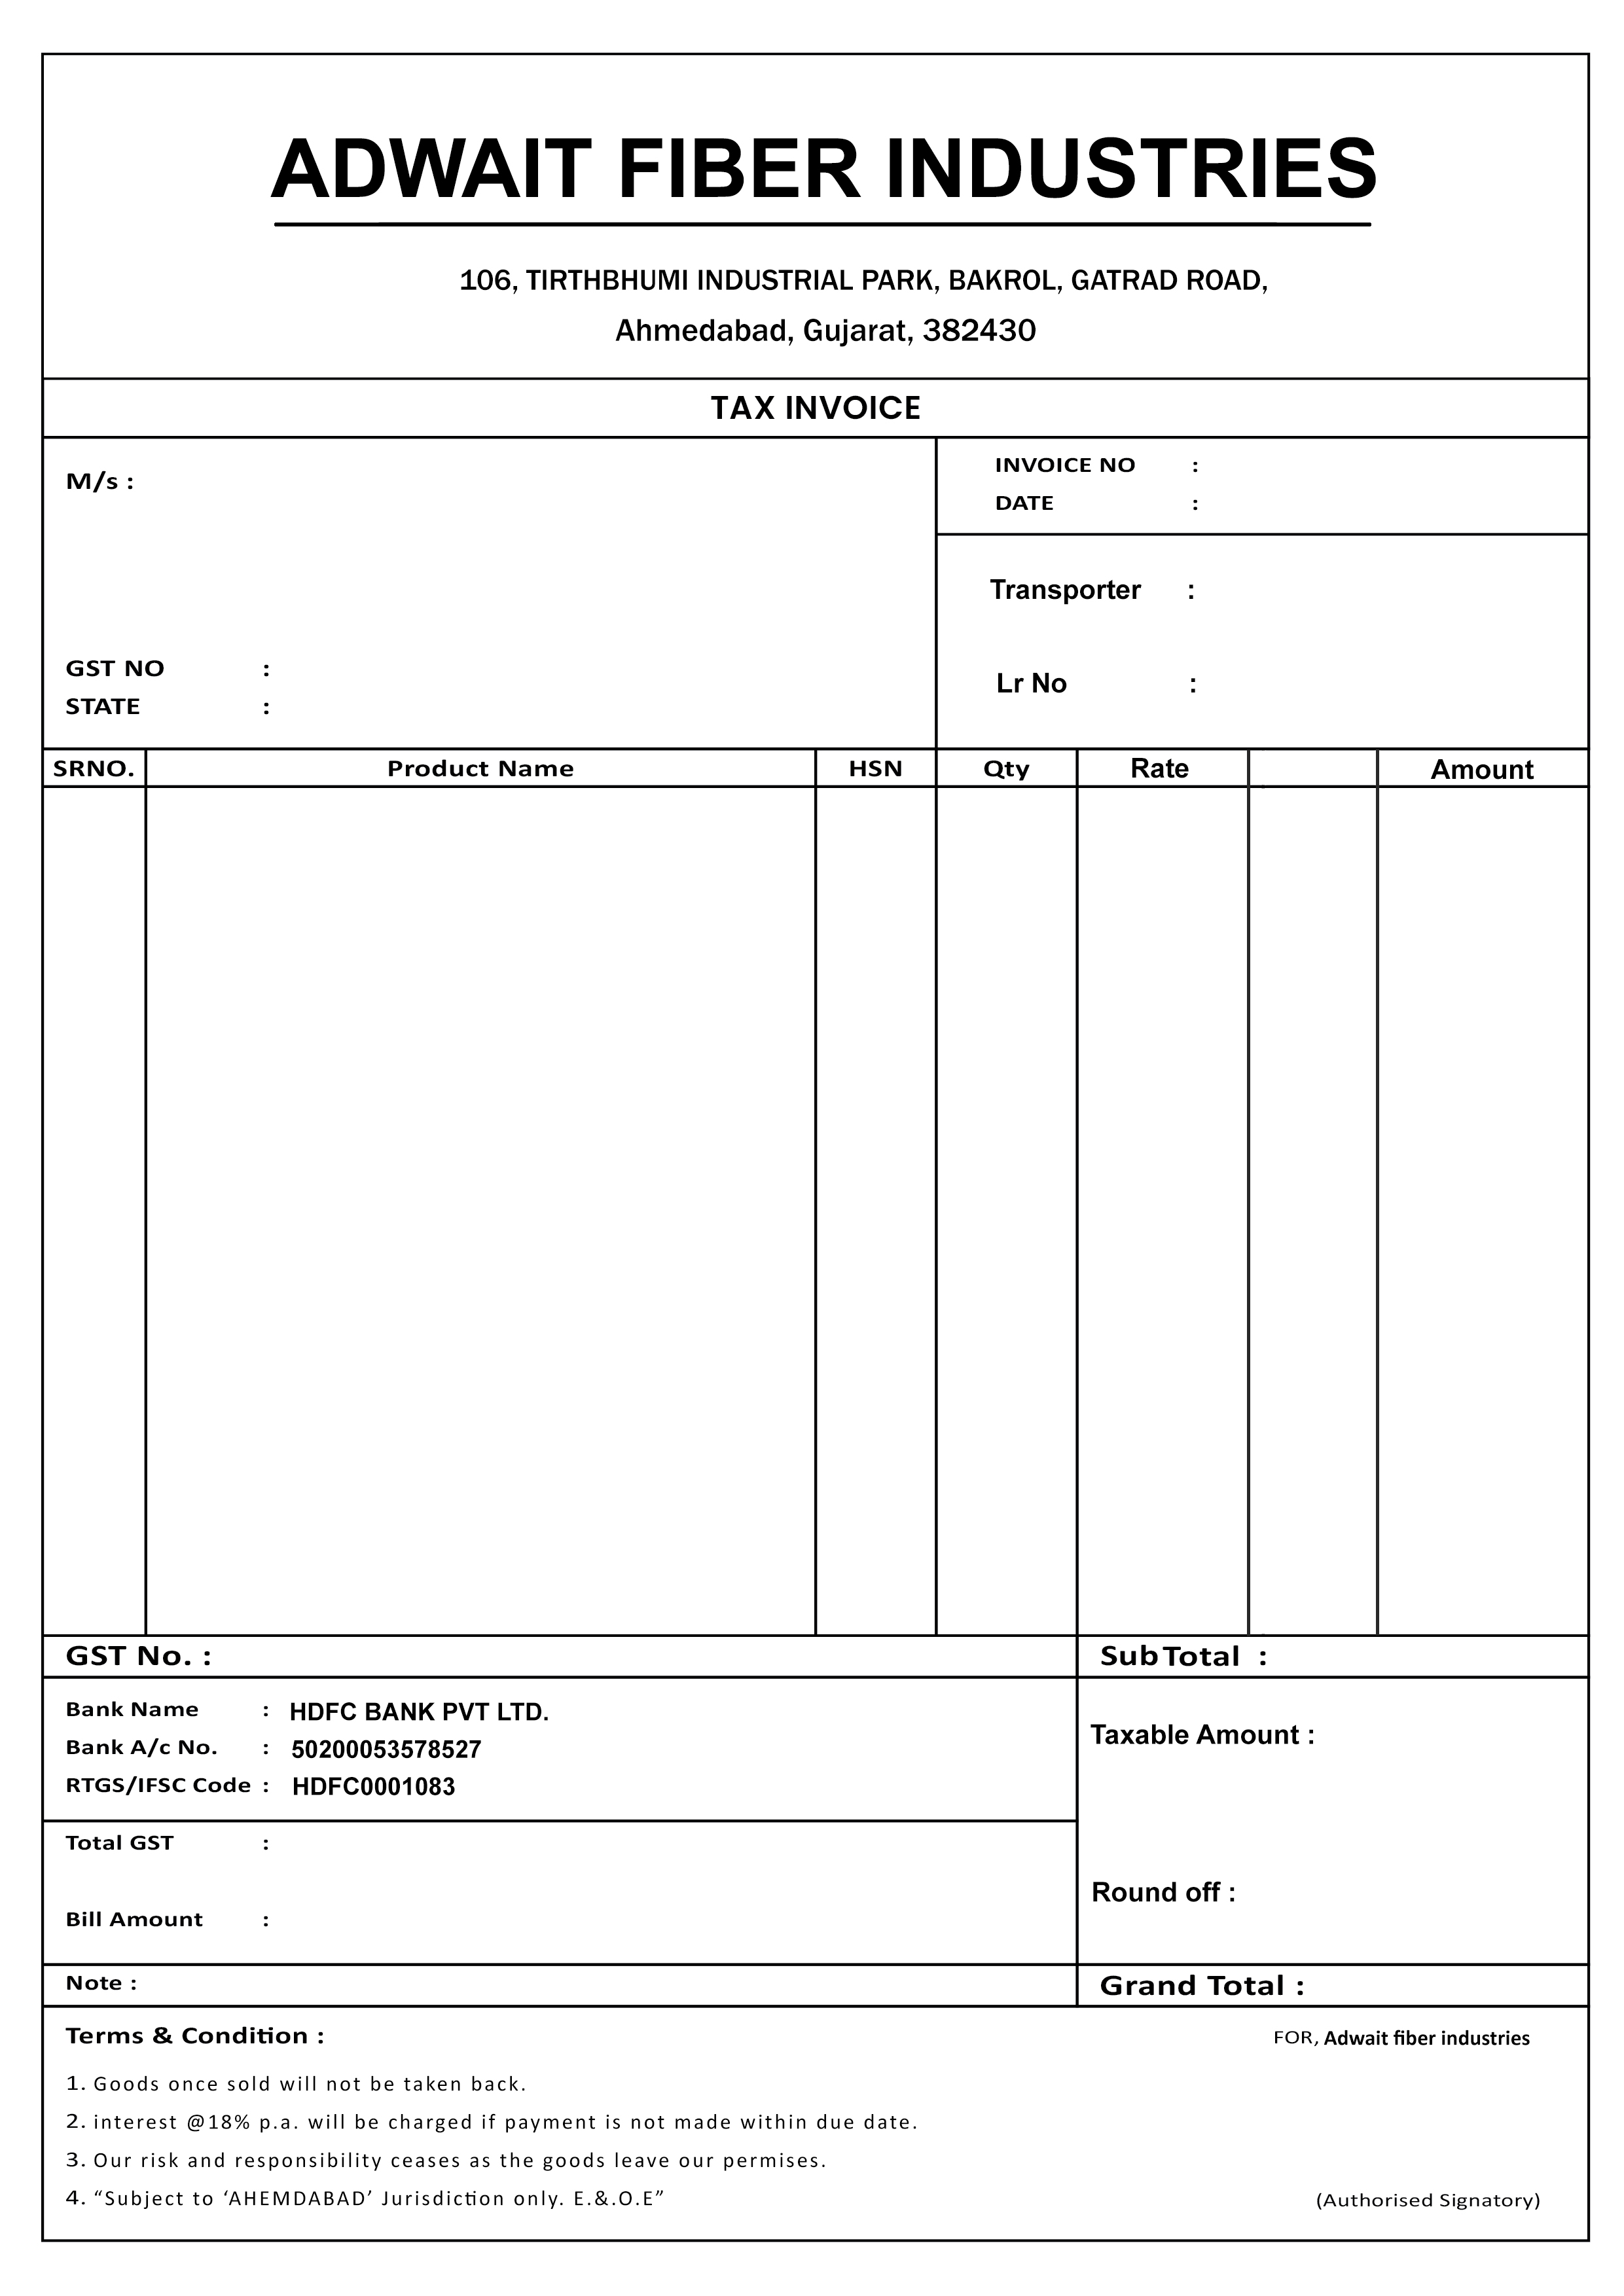 ADWAIT FIBER INDUSTRIES
106, TIRTHBHUMI INDUSTRIAL PARK, BAKROL, GATRAD ROAD,
Ahmedabad, Gujarat, 382430
TAX INVOICE
M/s :
INVOICE NO :
DATE :
Transporter :
GST NO :
STATE :
Lr No :
SRNO. Product Name HSN Qty Rate Amount
GST No. : SubTotal :
Bank Name : HDFC BANK PVT LTD.
Bank A/c No. : 50200053578527
RTGS/IFSC Code : HDFC0001083
Taxable Amount :
Total GST :
Bill Amount :
Round off :
Note : Grand Total :
Terms & Condition :
FOR, Adwait fiber industries
1. Goods once sold will not be taken back.
2. interest @18% p.a. will be charged if payment is not made within due date.
3. Our risk and responsibility ceases as the goods leave our permises.
4. “Subject to ‘AHEMDABAD’ Jurisdiction only. E.&.O.E”
(Authorised Signatory)